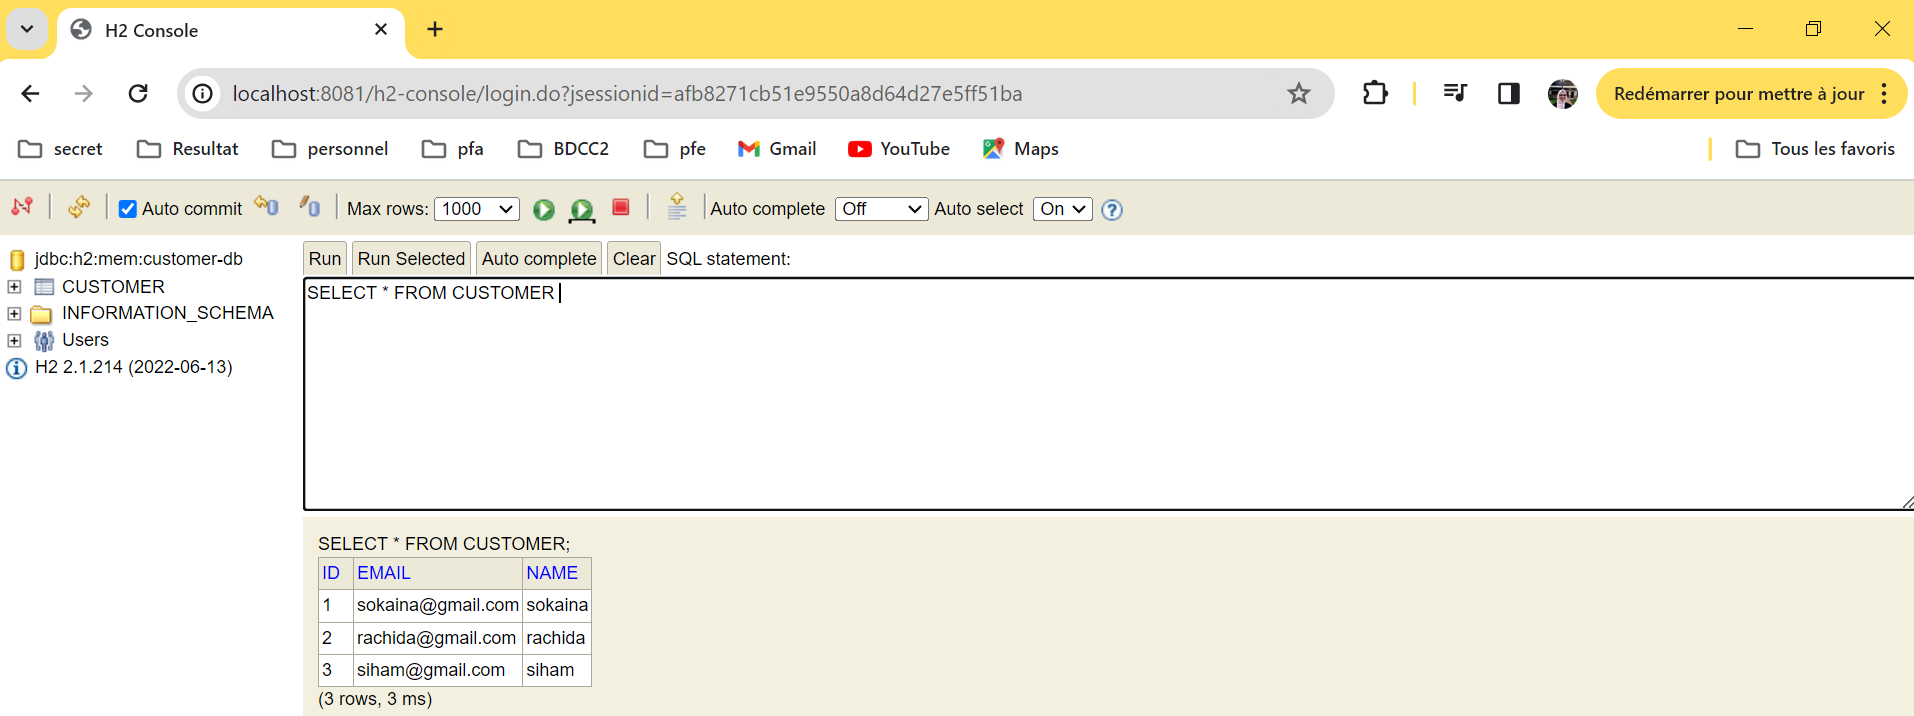 H2 Console
localhost:8081/h2-console/login.do?jsessionid=afb8271cb51e9550a8d64d27e5ff51ba
Redémarrer pour mettre à jour
secret Resultat personnel pfa BDCC2 pfe Gmail YouTube Maps Tous les favoris
Auto commit Max rows: 1000 Auto complete Off Auto select On
jdbc:h2:mem:customer-db
CUSTOMER
INFORMATION_SCHEMA
Users
H2 2.1.214 (2022-06-13)
Run Run Selected Auto complete Clear SQL statement:
SELECT * FROM CUSTOMER
SELECT * FROM CUSTOMER;
ID EMAIL NAME
1 sokaina@gmail.com sokaina
2 rachida@gmail.com rachida
3 siham@gmail.com siham
(3 rows, 3 ms)